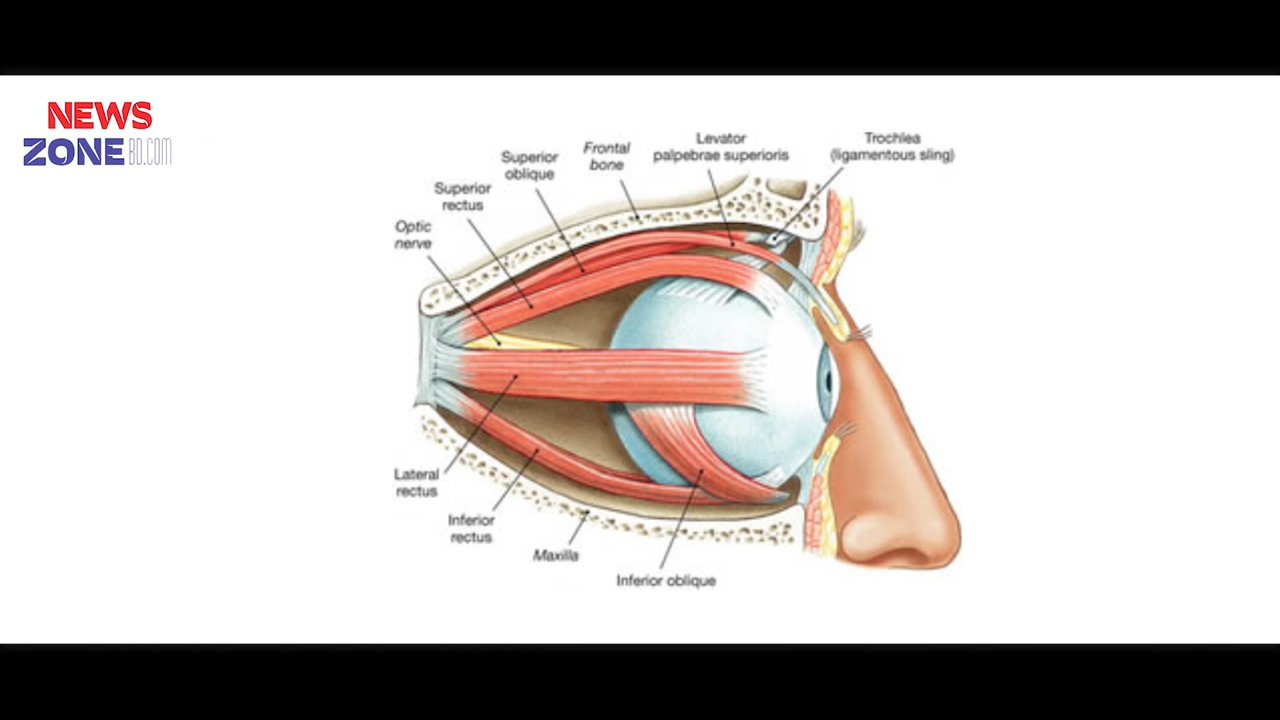 NEWS
ZONE BD.COM
Levator
palpebrae superioris
Trochlea
(ligamentous sling)
Frontal
bone
Superior
oblique
Superior
rectus
Optic
nerve
Lateral
rectus
Inferior
rectus
Maxilla
Inferior oblique